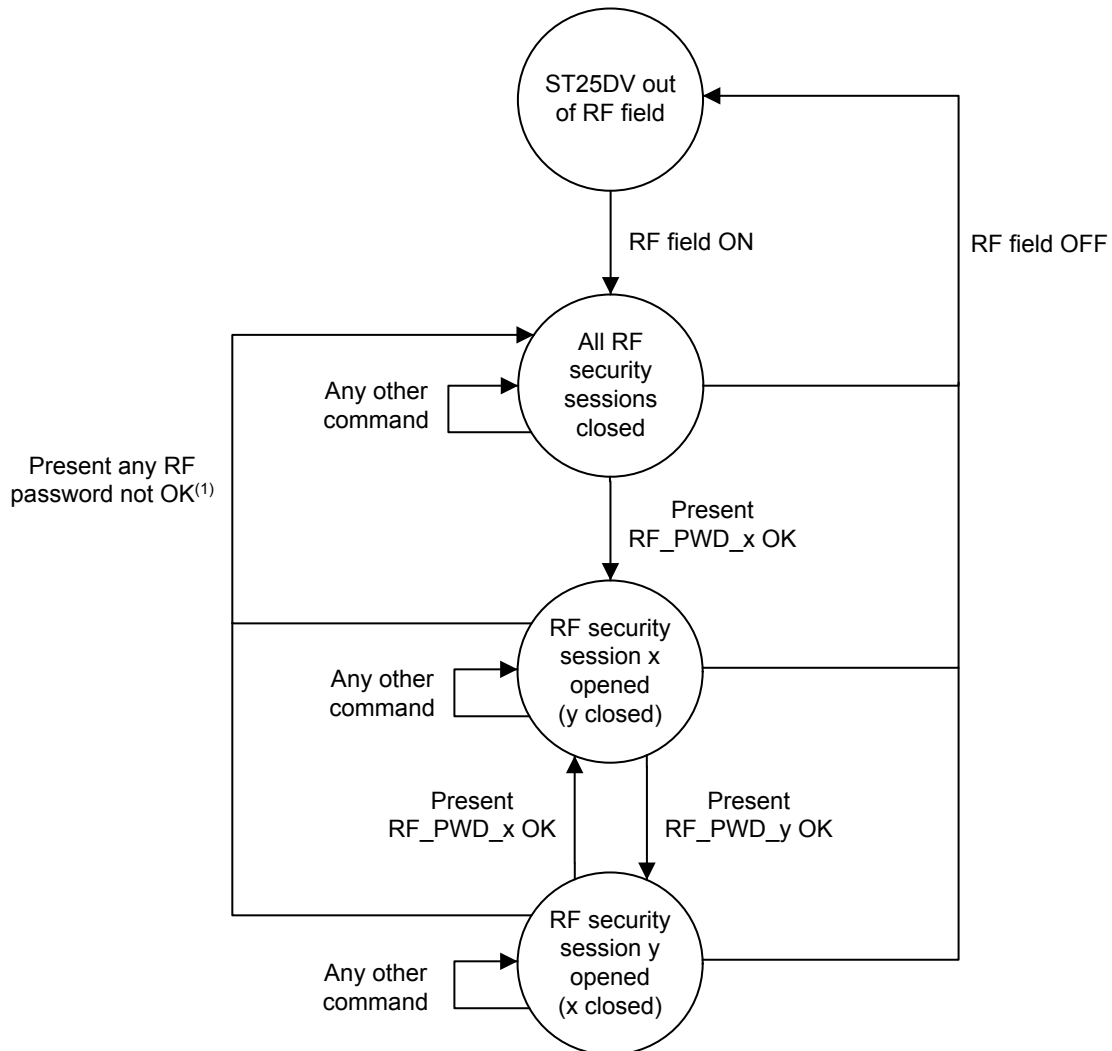 ST25DV out
of RF field
RF field ON
RF field OFF
All RF
security
sessions
closed
Any other
command
Present any RF
password not OK(1)
Present
RF_PWD_x OK
RF security
session x
opened
(y closed)
Any other
command
Present
RF_PWD_x OK
Present
RF_PWD_y OK
RF security
session y
opened
(x closed)
Any other
command